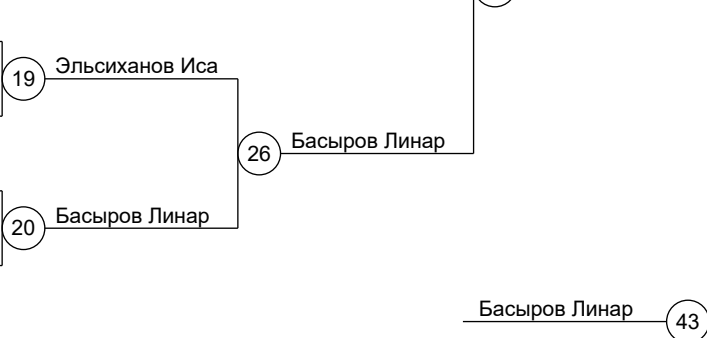 19 Эльсиханов Иса
26 Басыров Линар
20 Басыров Линар
Басыров Линар 43